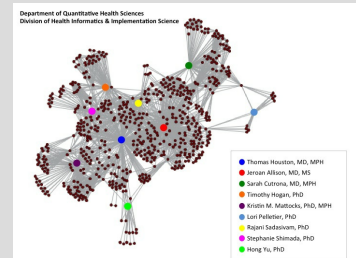 Department of Quantitative Health Sciences
Division of Health Informatics & Implementation Science
Thomas Houston, MD, MPH
Jeroan Allison, MD, MS
Sarah Cutrona, MD, MPH
Timothy Hogan, PhD
Kristin M. Mattocks, PhD, MPH
Lori Pelletier, PhD
Rajani Sadasivam, PhD
Stephanie Shimada, PhD
Hong Yu, PhD